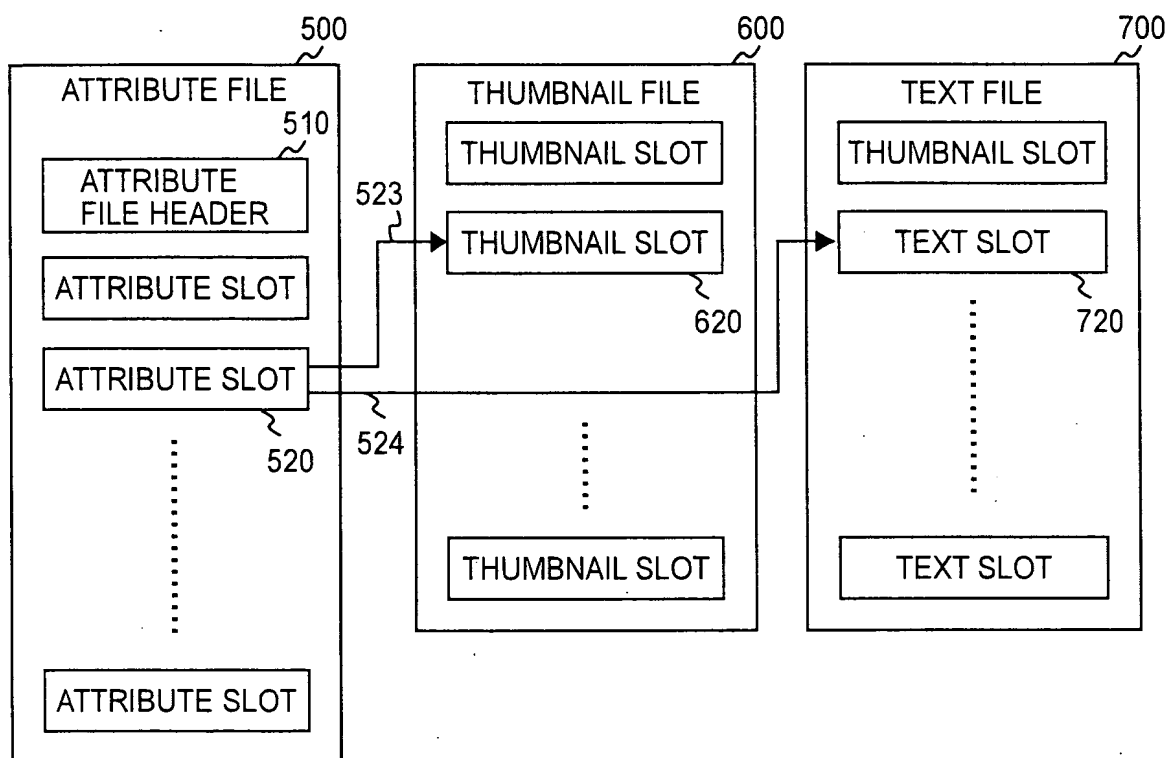 500
ATTRIBUTE FILE
510
ATTRIBUTE
FILE HEADER
ATTRIBUTE SLOT
ATTRIBUTE SLOT
520
ATTRIBUTE SLOT
523
524
600
THUMBNAIL FILE
THUMBNAIL SLOT
THUMBNAIL SLOT
620
THUMBNAIL SLOT
700
TEXT FILE
THUMBNAIL SLOT
TEXT SLOT
720
TEXT SLOT